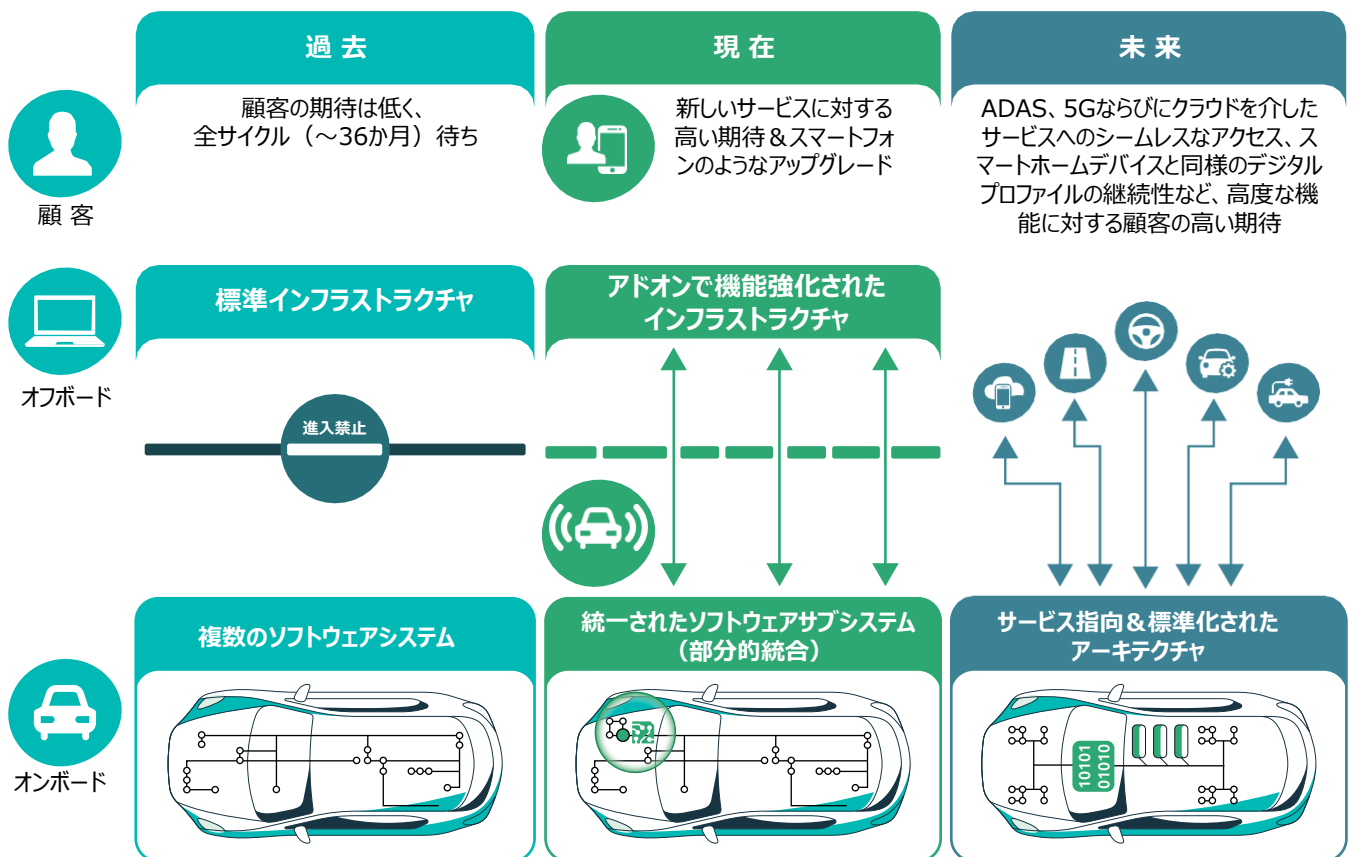 過去
現在
未来
顧客
顧客の期待は低く、
全サイクル（～36か月）待ち
新しいサービスに対する
高い期待＆スマートフォ
ンのようなアップグレード
ADAS、5Gならびにクラウドを介した
サービスへのシームレスなアクセス、ス
マートホームデバイスと同様のデジタル
プロファイルの継続性など、高度な機
能に対する顧客の高い期待
オフボード
標準インフラストラクチャ
進入禁止
アドオンで機能強化された
インフラストラクチャ
オンボード
複数のソフトウェアシステム
統一されたソフトウェアサブシステム
（部分的統合）
サービス指向＆標準化された
アーキテクチャ
10101
01010